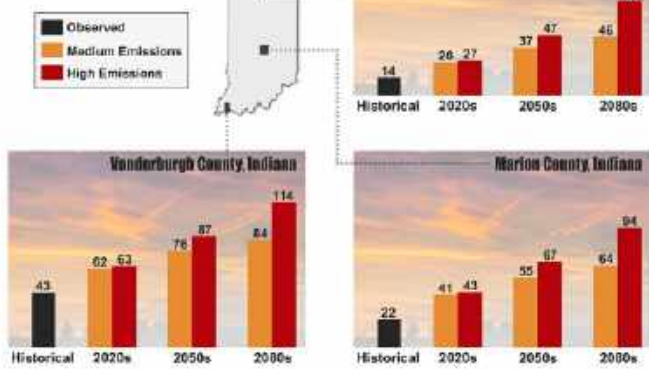 Observed
Medium Emissions
High Emissions
14
26
27
37
47
46
Historical
2020s
2050s
2080s
Vanderburgh County, Indiana
43
62
63
76
87
84
114
Historical
2020s
2050s
2080s
Marion County, Indiana
22
41
43
55
67
64
94
Historical
2020s
2050s
2080s